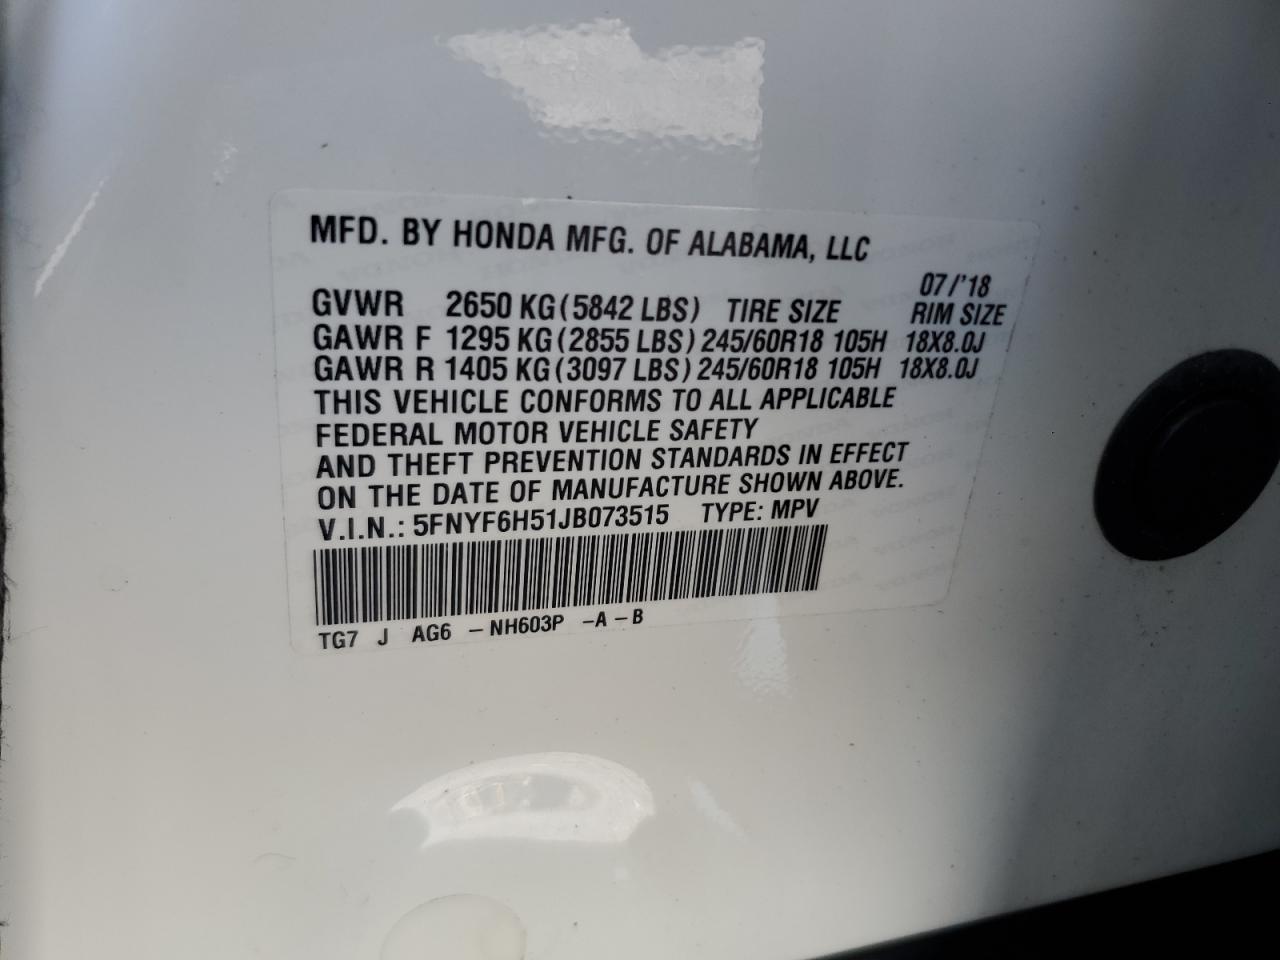 MFD. BY HONDA MFG. OF ALABAMA, LLC
07/'18
GVWR 2650 KG(5842 LBS) TIRE SIZE RIM SIZE
GAWR F 1295 KG(2855 LBS) 245/60R18 105H 18X8.0J
GAWR R 1405 KG(3097 LBS) 245/60R18 105H 18X8.0J
THIS VEHICLE CONFORMS TO ALL APPLICABLE
FEDERAL MOTOR VEHICLE SAFETY
AND THEFT PREVENTION STANDARDS IN EFFECT
ON THE DATE OF MANUFACTURE SHOWN ABOVE.
V.I.N.: 5FNYF6H51JB073515 TYPE: MPV
TG7 J AG6 -NH603P -A-B